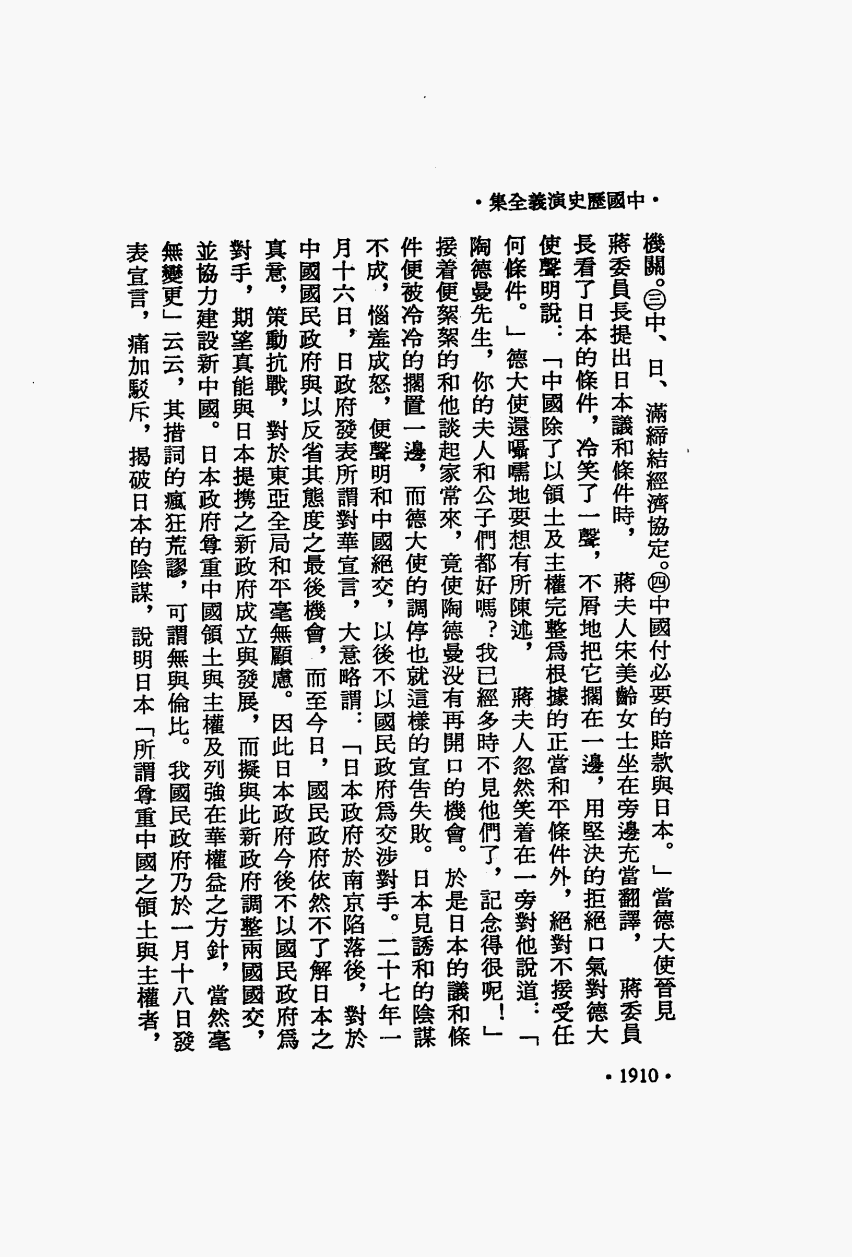 •中國歷史演義全集•
機關。㊂中、日、滿締結經濟協定。㊃中國付必要的賠款與日本。」當德大使晉見
蔣委員長提出日本議和條件時，　蔣夫人宋美齡女士坐在旁邊充當翻譯，　蔣委員
長看了日本的條件，冷笑了一聲，不屑地把它擱在一邊，用堅決的拒絕口氣對德大
使聲明說：「中國除了以領土及主權完整爲根據的正當和平條件外，絕對不接受任
何條件。」德大使還囁嚅地要想有所陳述，　蔣夫人忽然笑着在一旁對他說道：「
陶德曼先生，你的夫人和公子們都好嗎？我已經多時不見他們了，記念得很呢！」
接着便絮絮的和他談起家常來，竟使陶德曼没有再開口的機會。於是日本的議和條
件便被冷冷的擱置一邊，而德大使的調停也就這樣的宣告失敗。日本見誘和的陰謀
不成，惱羞成怒，便聲明和中國絕交，以後不以國民政府爲交涉對手。二十七年一
月十六日，日政府發表所謂對華宣言，大意略謂：「日本政府於南京陷落後，對於
中國國民政府與以反省其態度之最後機會，而至今日，國民政府依然不了解日本之
真意，策動抗戰，對於東亞全局和平毫無顧慮。因此日本政府今後不以國民政府爲
對手，期望真能與日本提携之新政府成立與發展，而擬與此新政府調整兩國國交，
並協力建設新中國。日本政府尊重中國領土與主權及列強在華權益之方針，當然毫
無變更」云云，其措詞的瘋狂荒謬，可謂無與倫比。我國民政府乃於一月十八日發
表宣言，痛加駁斥，揭破日本的陰謀，說明日本「所謂尊重中國之領土與主權者，
•1910•